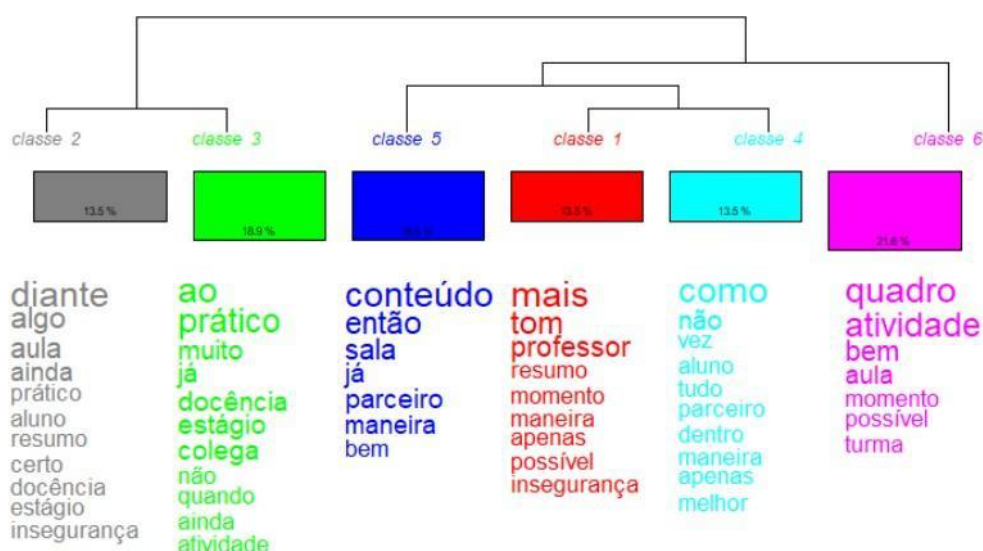 classe 2
classe 3
classe 5
classe 1
classe 4
classe 6
13.5 %
18.9 %
13.5 %
13.5 %
21.6 %
diante
algo
aula
ainda
prático
aluno
resumo
certo
docência
estágio
insegurança
ao
prático
muito
já
docência
estágio
colega
não
quando
ainda
atividade
conteúdo
então
sala
já
parceiro
maneira
bem
mais
tom
professor
resumo
momento
maneira
apenas
possível
insegurança
como
não
vez
aluno
tudo
parceiro
dentro
maneira
apenas
melhor
quadro
atividade
bem
aula
momento
possível
turma